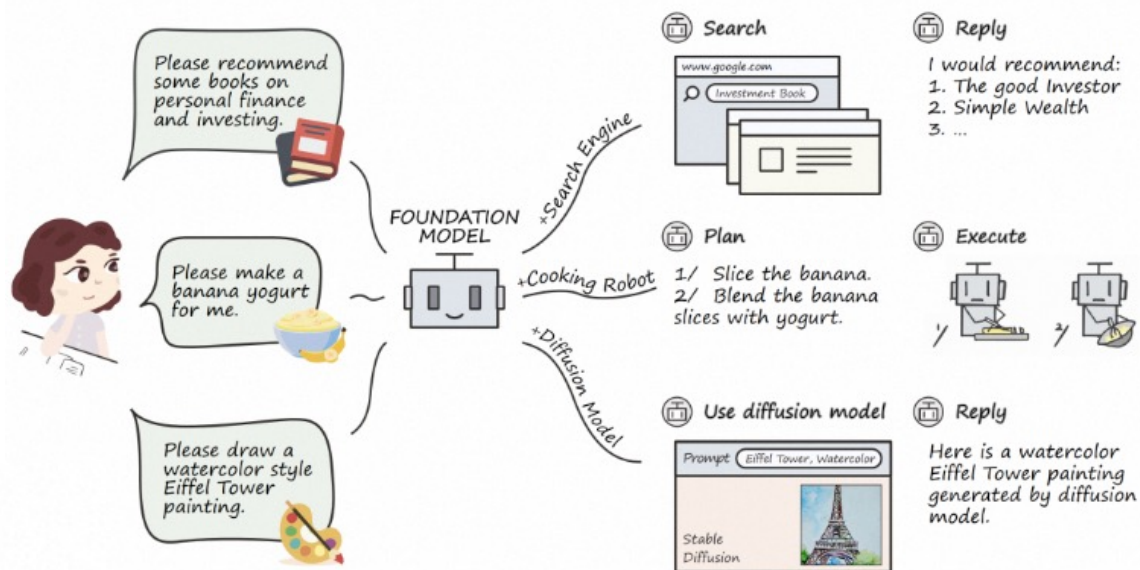 Please recommend
some books on
personal finance
and investing.
Please make a
banana yogurt
for me.
Please draw a
watercolor style
Eiffel Tower
painting.
FOUNDATION
MODEL
+Search Engine
+Cooking Robot
+Diffusion Model
Search
www.google.com
Investment Book
Reply
I would recommend:
1. The good Investor
2. Simple Wealth
3. ...
Plan
1/ Slice the banana.
2/ Blend the banana
slices with yogurt.
Execute
1/
2/
Use diffusion model
Prompt Eiffel Tower, Watercolor
Stable
Diffusion
Reply
Here is a watercolor
Eiffel Tower painting
generated by diffusion
model.